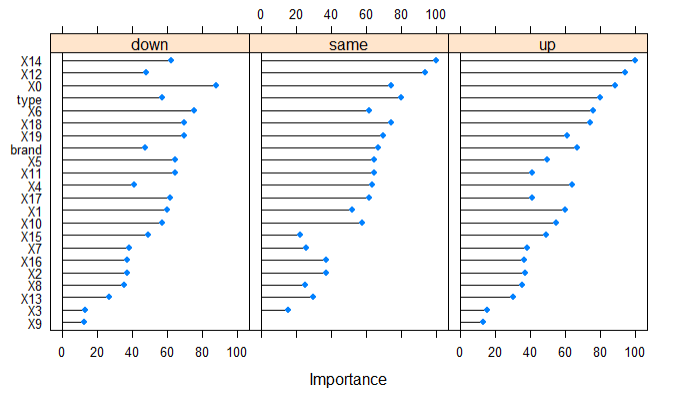 0 20 40 60 80 100
down same up
X14
X12
X0
type
X6
X18
X19
brand
X5
X11
X4
X17
X1
X10
X15
X7
X16
X2
X8
X13
X3
X9
0 20 40 60 80 100 0 20 40 60 80 100
Importance